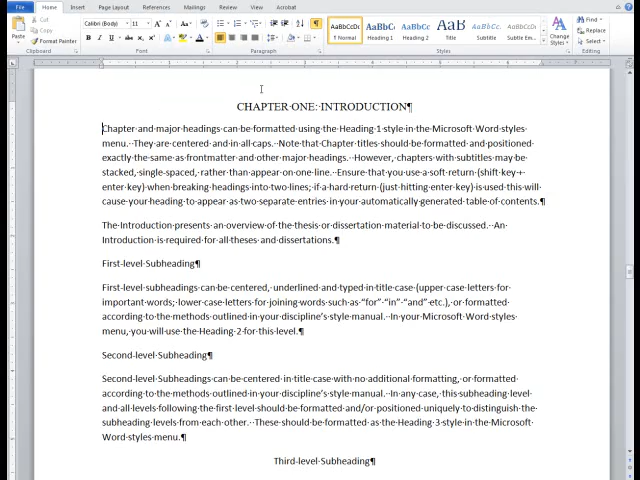 File Home Insert Page Layout References Mailings Review View Acrobat
Cut
Copy
Format Painter
Paste
Clipboard
Calibri (Body) 11
Font
Paragraph
AaBbCcDc AaBbCc AaBbCc AaB AaBbCc. AaBbCcD
¶ Normal Heading 1 Heading 2 Title Subtitle Subtle Em...
Change Styles
Styles
Find
Replace
Select
Editing
CHAPTER·ONE:·INTRODUCTION¶
Chapter·and·major·headings·can·be·formatted·using·the·Heading·1·style·in·the·Microsoft·Word·styles·
menu.··They·are·centered·and·in·all·caps.··Note·that·Chapter·titles·should·be·formatted·and·positioned·
exactly·the·same·as·frontmatter·and·other·major·headings.··However,·chapters·with·subtitles·may·be·
stacked,·single-spaced,·rather·than·appear·on·one·line.··Ensure·that·you·use·a·soft·return·(shift·key·+·
enter·key)·when·breaking·headings·into·two·lines;·if·a·hard·return·(just·hitting·enter·key)·is·used·this·will·
cause·your·heading·to·appear·as·two·separate·entries·in·your·automatically·generated·table·of·contents.¶
The·Introduction·presents·an·overview·of·the·thesis·or·dissertation·material·to·be·discussed.··An·
Introduction·is·required·for·all·theses·and·dissertations.¶
First-level·Subheading¶
First-level·subheadings·can·be·centered,·underlined·and·typed·in·title·case·(upper·case·letters·for·
important·words;·lower·case·letters·for·joining·words·such·as·“for”·“in”·“and”·etc.),·or·formatted·
according·to·the·methods·outlined·in·your·discipline’s·style·manual.··In·your·Microsoft·Word·styles·
menu,·you·will·use·the·Heading·2·for·this·level.¶
Second-level·Subheading¶
Second-level·Subheadings·can·be·centered·in·title·case·with·no·additional·formatting,·or·formatted·
according·to·the·methods·outlined·in·your·discipline’s·style·manual.··In·any·case,·this·subheading·level·
and·all·levels·following·the·first·level·should·be·formatted·and/or·positioned·uniquely·to·distinguish·the·
subheading·levels·from·each·other.··These·should·be·formatted·as·the·Heading·3·style·in·the·Microsoft·
Word·styles·menu.¶
Third-level·Subheading¶